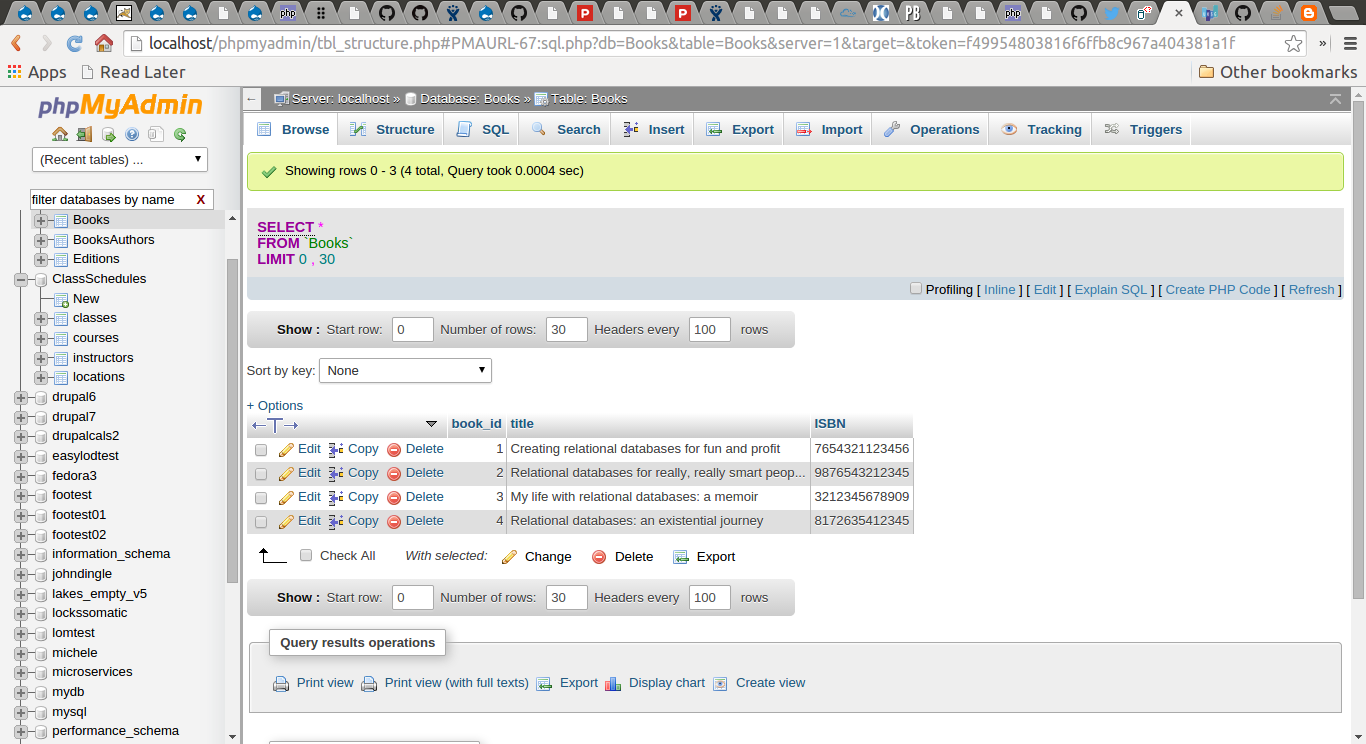 php
php
P
P
PB
php
localhost/phpmyadmin/tbl_structure.php#PMAURL-67:sql.php?db=Books&table=Books&server=1&target=&token=f49954803816f6ffb8c967a404381a1f
»
Apps
Read Later
Other bookmarks
phpMyAdmin
(Recent tables) ...
filter databases by name X
Books
BooksAuthors
Editions
ClassSchedules
New
classes
courses
instructors
locations
drupal6
drupal7
drupalcals2
easylodtest
fedora3
footest
footest01
footest02
information_schema
johndingle
lakes_empty_v5
lockssomatic
lomtest
michele
microservices
mydb
mysql
performance_schema
← Server: localhost » Database: Books » Table: Books
Browse Structure SQL Search Insert Export Import Operations Tracking Triggers
Showing rows 0 - 3 (4 total, Query took 0.0004 sec)
SELECT *
FROM `Books`
LIMIT 0 , 30
Profiling [ Inline ] [ Edit ] [ Explain SQL ] [ Create PHP Code ] [ Refresh ]
Show : Start row: 0 Number of rows: 30 Headers every 100 rows
Sort by key: None
+ Options
←T→ book_id title ISBN
Edit Copy Delete 1 Creating relational databases for fun and profit 7654321123456
Edit Copy Delete 2 Relational databases for really, really smart peop... 9876543212345
Edit Copy Delete 3 My life with relational databases: a memoir 3212345678909
Edit Copy Delete 4 Relational databases: an existential journey 8172635412345
Check All With selected: Change Delete Export
Show : Start row: 0 Number of rows: 30 Headers every 100 rows
Query results operations
Print view Print view (with full texts) Export Display chart Create view